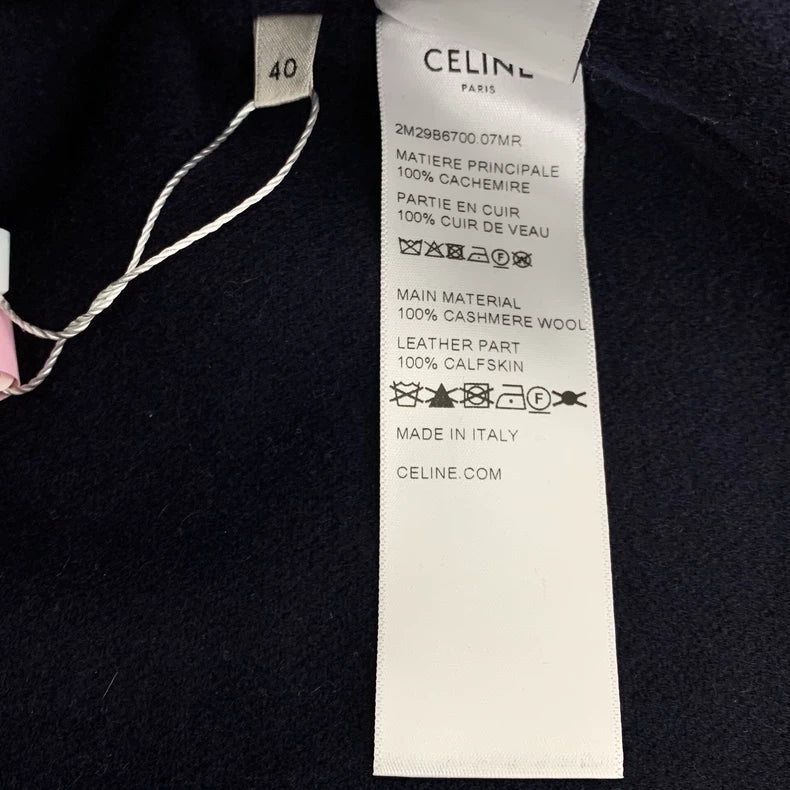 40
CELINE
PARIS
2M29B6700.07MR
MATIERE PRINCIPALE
100% CACHEMIRE
PARTIE EN CUIR
100% CUIR DE VEAU
F
MAIN MATERIAL
100% CASHMERE WOOL
LEATHER PART
100% CALFSKIN
F
MADE IN ITALY
CELINE.COM